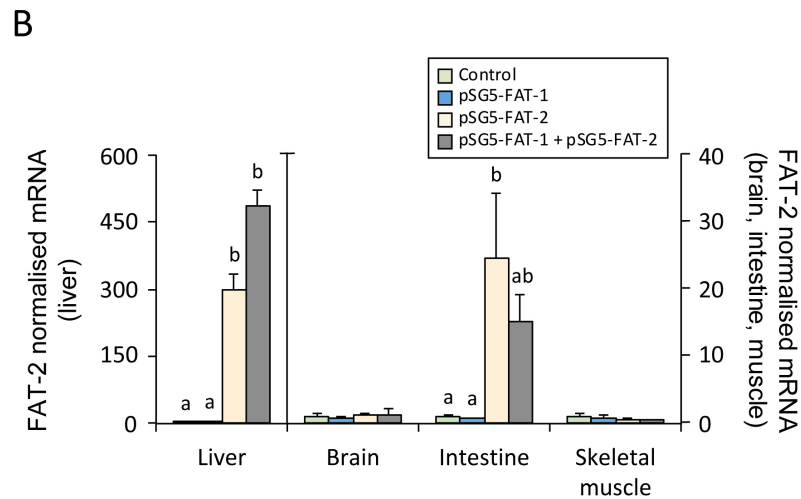 B
Control
pSG5-FAT-1
pSG5-FAT-2
pSG5-FAT-1 + pSG5-FAT-2
FAT-2 normalised mRNA
(liver)
600
450
300
150
0
a
a
b
b
a
a
b
ab
40
30
20
10
0
FAT-2 normalised mRNA
(brain, intestine, muscle)
Liver
Brain
Intestine
Skeletal
muscle